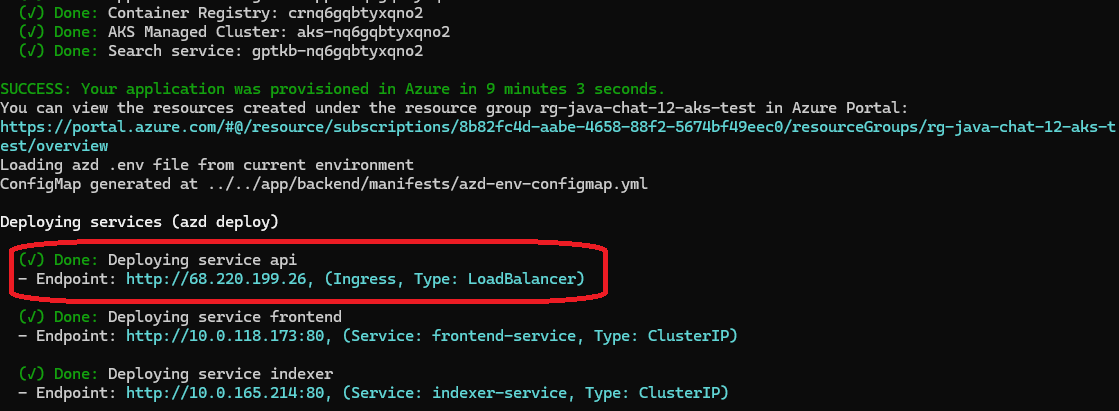 (✓) Done: Container Registry: crnq6gqbtyxqno2
(✓) Done: AKS Managed Cluster: aks-nq6gqbtyxqno2
(✓) Done: Search service: gptkb-nq6gqbtyxqno2
SUCCESS: Your application was provisioned in Azure in 9 minutes 3 seconds.
You can view the resources created under the resource group rg-java-chat-12-aks-test in Azure Portal:
https://portal.azure.com/#@/resource/subscriptions/8b82fc4d-aabe-4658-88f2-5674bf49eec0/resourceGroups/rg-java-chat-12-aks-t
est/overview
Loading azd .env file from current environment
ConfigMap generated at ../../app/backend/manifests/azd-env-configmap.yml
Deploying services (azd deploy)
(✓) Done: Deploying service api
- Endpoint: http://68.220.199.26, (Ingress, Type: LoadBalancer)
(✓) Done: Deploying service frontend
- Endpoint: http://10.0.118.173:80, (Service: frontend-service, Type: ClusterIP)
(✓) Done: Deploying service indexer
- Endpoint: http://10.0.165.214:80, (Service: indexer-service, Type: ClusterIP)